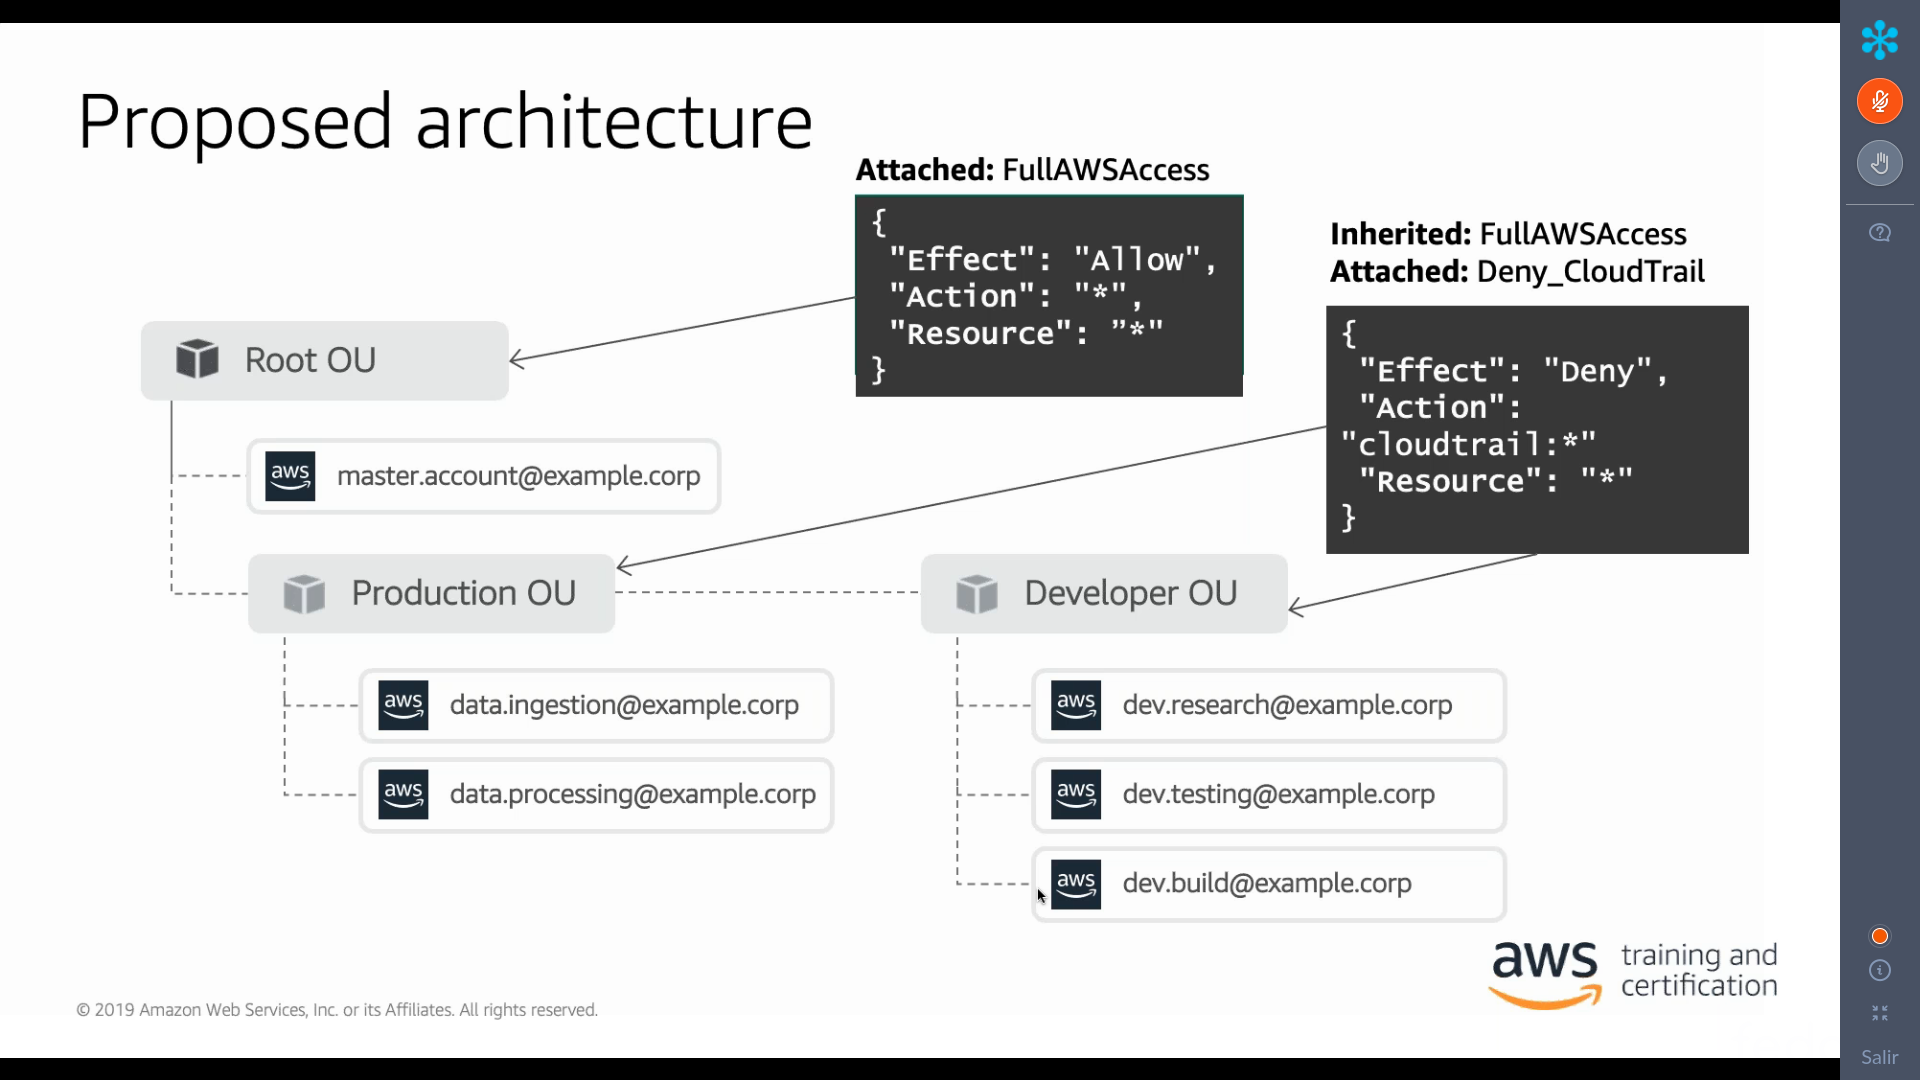 Proposed architecture
Attached: FullAWSAccess
{
"Effect": "Allow",
"Action": "*",
"Resource": ”*"
}
Inherited: FullAWSAccess
Attached: Deny_CloudTrail
{
"Effect": "Deny",
"Action":
"cloudtrail:*"
"Resource": "*"
}
Root OU
aws master.account@example.corp
Production OU
Developer OU
aws data.ingestion@example.corp
aws data.processing@example.corp
aws dev.research@example.corp
aws dev.testing@example.corp
aws dev.build@example.corp
aws training and
certification
© 2019 Amazon Web Services, Inc. or its Affiliates. All rights reserved.
Salir